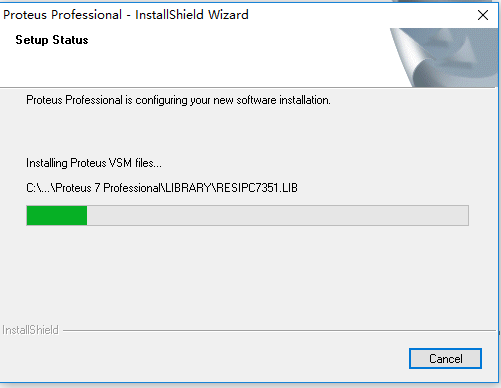 Proteus Professional - InstallShield Wizard
Setup Status
Proteus Professional is configuring your new software installation.
Installing Proteus VSM files...
C:\...\Proteus 7 Professional\LIBRARY\RESIPC7351.LIB
InstallShield
Cancel